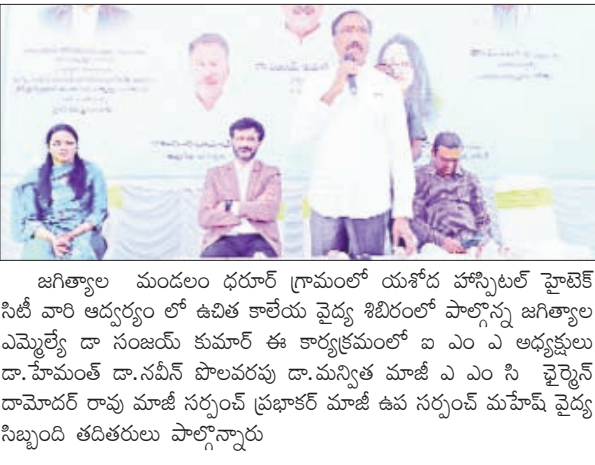 జగిత్యాల మండలం ధరూర్ గ్రామంలో యశోద హాస్పిటల్ హైటెక్
సిటీ వారి ఆద్వర్యం లో ఉచిత కాలేయ వైద్య శిబిరంలో పాల్గొన్న జగిత్యాల
ఎమ్మెల్యే డా సంజయ్ కుమార్ ఈ కార్యక్రమంలో ఐ ఎం ఎ అధ్యక్షులు
డా.హేమంత్ డా.నవీన్ పొలవరపు డా.మన్విత మాజీ ఎ ఎం సి ఛైర్మెన్
దామోదర్ రావు మాజీ సర్పంచ్ ప్రభాకర్ మాజీ ఉప సర్పంచ్ మహేష్ వైద్య
సిబ్బంది తదితరులు పాల్గొన్నారు